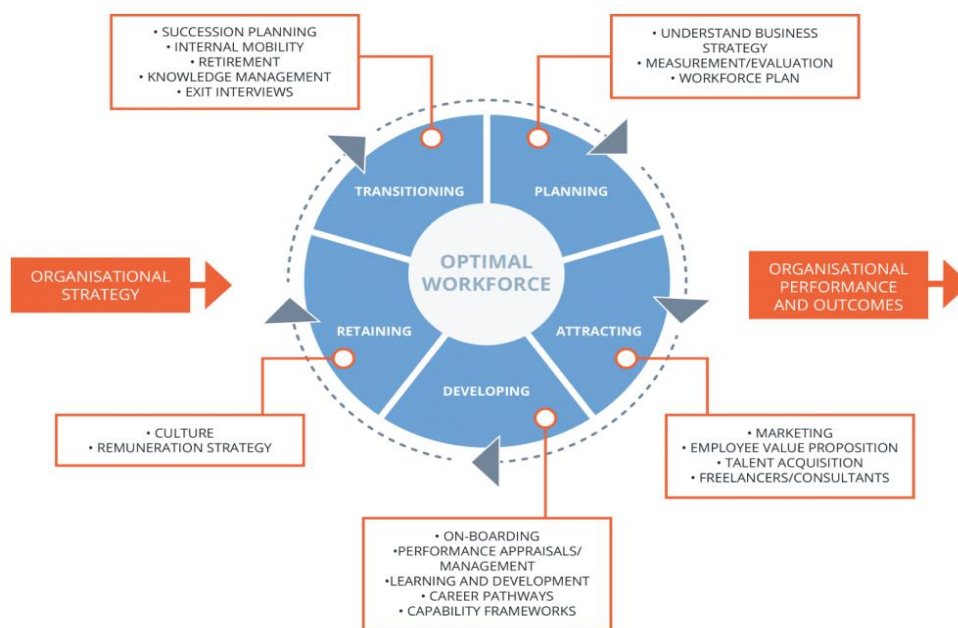 • SUCCESSION PLANNING
• INTERNAL MOBILITY
• RETIREMENT
• KNOWLEDGE MANAGEMENT
• EXIT INTERVIEWS
• UNDERSTAND BUSINESS
STRATEGY
• MEASUREMENT/EVALUATION
• WORKFORCE PLAN
TRANSITIONING
PLANNING
ORGANISATIONAL
STRATEGY
OPTIMAL
WORKFORCE
ORGANISATIONAL
PERFORMANCE
AND OUTCOMES
RETAINING
ATTRACTING
DEVELOPING
• CULTURE
• REMUNERATION STRATEGY
• MARKETING
• EMPLOYEE VALUE PROPOSITION
• TALENT ACQUISITION
• FREELANCERS/CONSULTANTS
• ON-BOARDING
•PERFORMANCE APPRAISALS/
MANAGEMENT
•LEARNING AND DEVELOPMENT
• CAREER PATHWAYS
• CAPABILITY FRAMEWORKS